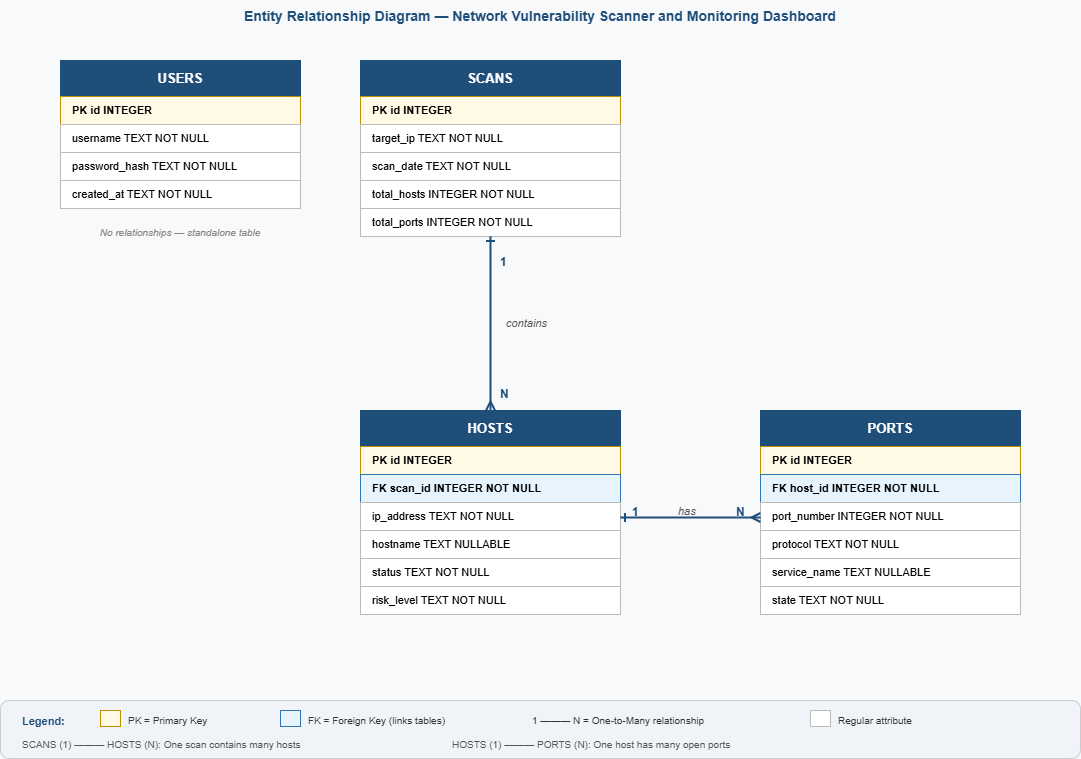 Entity Relationship Diagram — Network Vulnerability Scanner and Monitoring Dashboard
USERS
PK id INTEGER
username TEXT NOT NULL
password_hash TEXT NOT NULL
created_at TEXT NOT NULL
No relationships — standalone table
SCANS
PK id INTEGER
target_ip TEXT NOT NULL
scan_date TEXT NOT NULL
total_hosts INTEGER NOT NULL
total_ports INTEGER NOT NULL
1
contains
N
HOSTS
PK id INTEGER
FK scan_id INTEGER NOT NULL
ip_address TEXT NOT NULL
hostname TEXT NULLABLE
status TEXT NOT NULL
risk_level TEXT NOT NULL
1 has N
PORTS
PK id INTEGER
FK host_id INTEGER NOT NULL
port_number INTEGER NOT NULL
protocol TEXT NOT NULL
service_name TEXT NULLABLE
state TEXT NOT NULL
Legend: PK = Primary Key FK = Foreign Key (links tables) 1 ——— N = One-to-Many relationship Regular attribute
SCANS (1) ——— HOSTS (N): One scan contains many hosts HOSTS (1) ——— PORTS (N): One host has many open ports